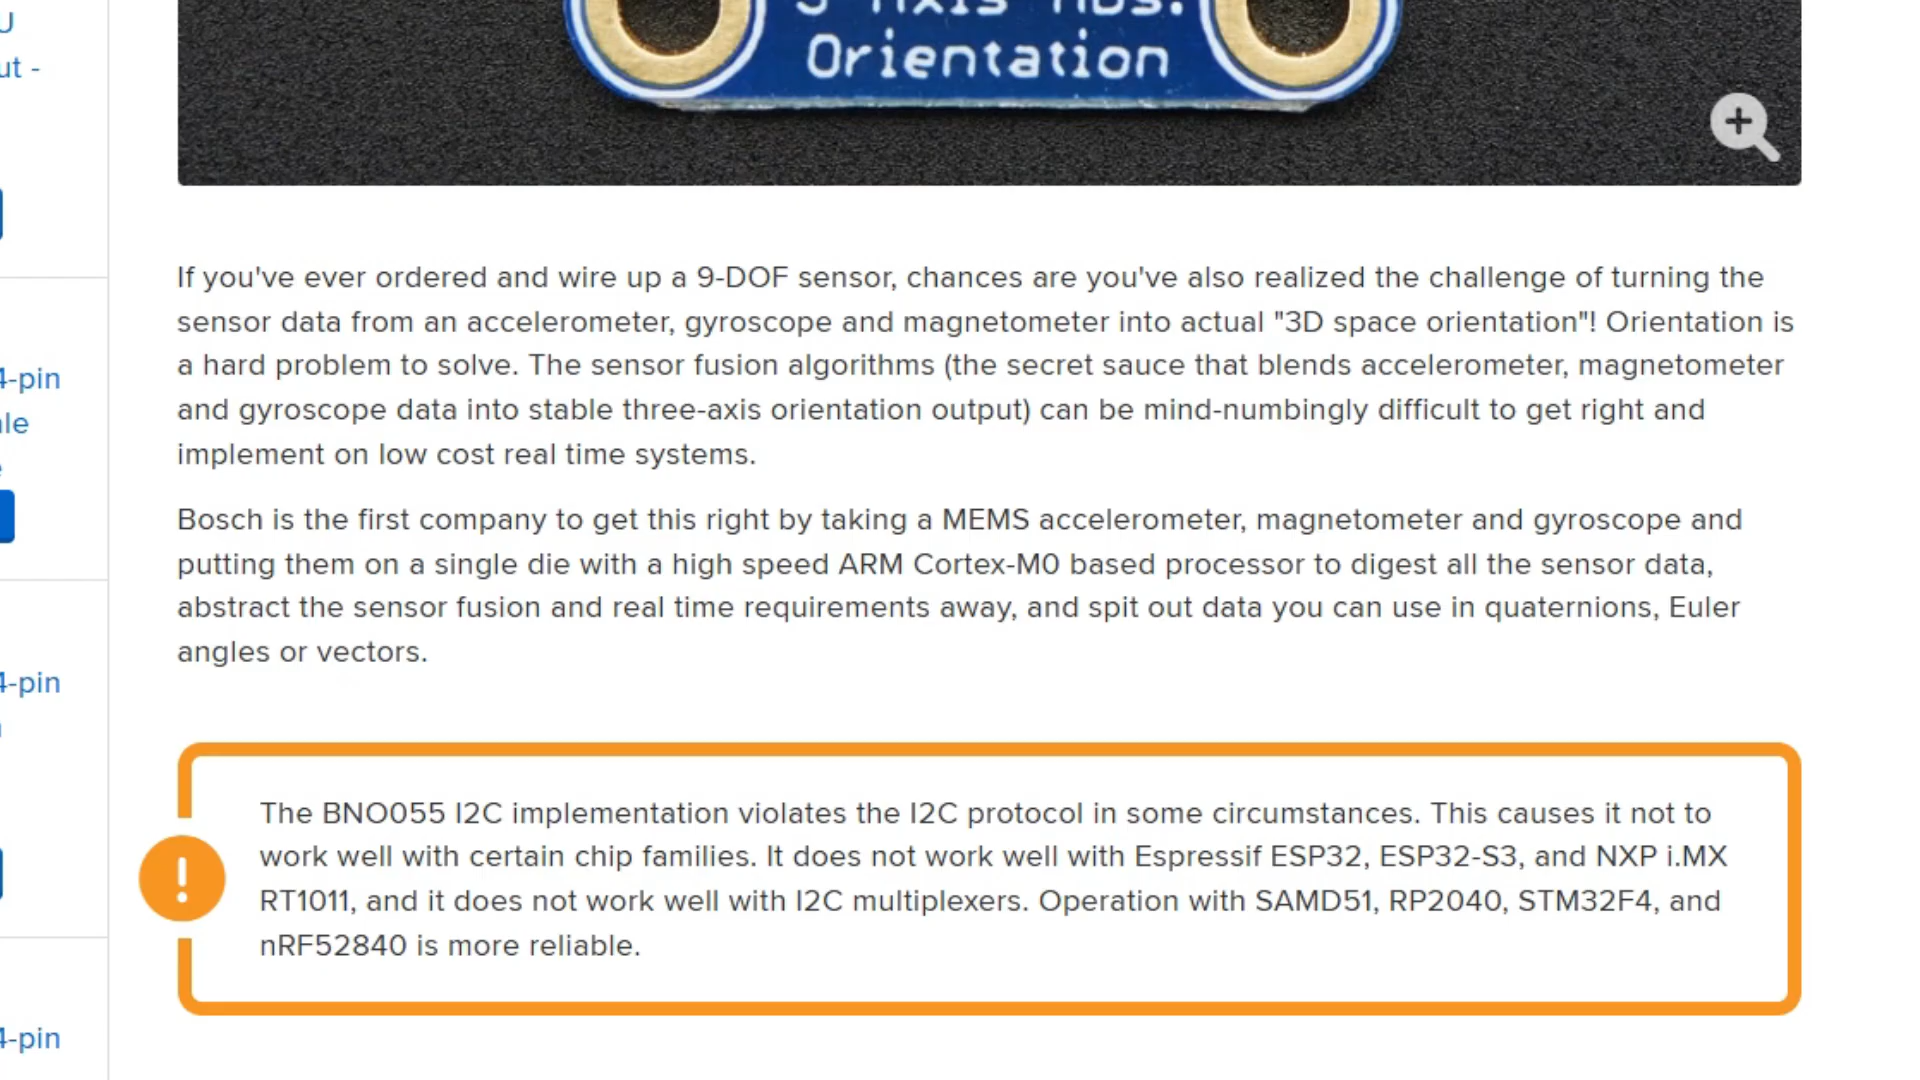 U
ut -
4-pin
4-pin
4-pin
Orientation
If you've ever ordered and wire up a 9-DOF sensor, chances are you've also realized the challenge of turning the
sensor data from an accelerometer, gyroscope and magnetometer into actual "3D space orientation"! Orientation is
a hard problem to solve. The sensor fusion algorithms (the secret sauce that blends accelerometer, magnetometer
and gyroscope data into stable three-axis orientation output) can be mind-numbingly difficult to get right and
implement on low cost real time systems.
Bosch is the first company to get this right by taking a MEMS accelerometer, magnetometer and gyroscope and
putting them on a single die with a high speed ARM Cortex-M0 based processor to digest all the sensor data,
abstract the sensor fusion and real time requirements away, and spit out data you can use in quaternions, Euler
angles or vectors.
The BNO055 I2C implementation violates the I2C protocol in some circumstances. This causes it not to
work well with certain chip families. It does not work well with Espressif ESP32, ESP32-S3, and NXP i.MX
RT1011, and it does not work well with I2C multiplexers. Operation with SAMD51, RP2040, STM32F4, and
nRF52840 is more reliable.